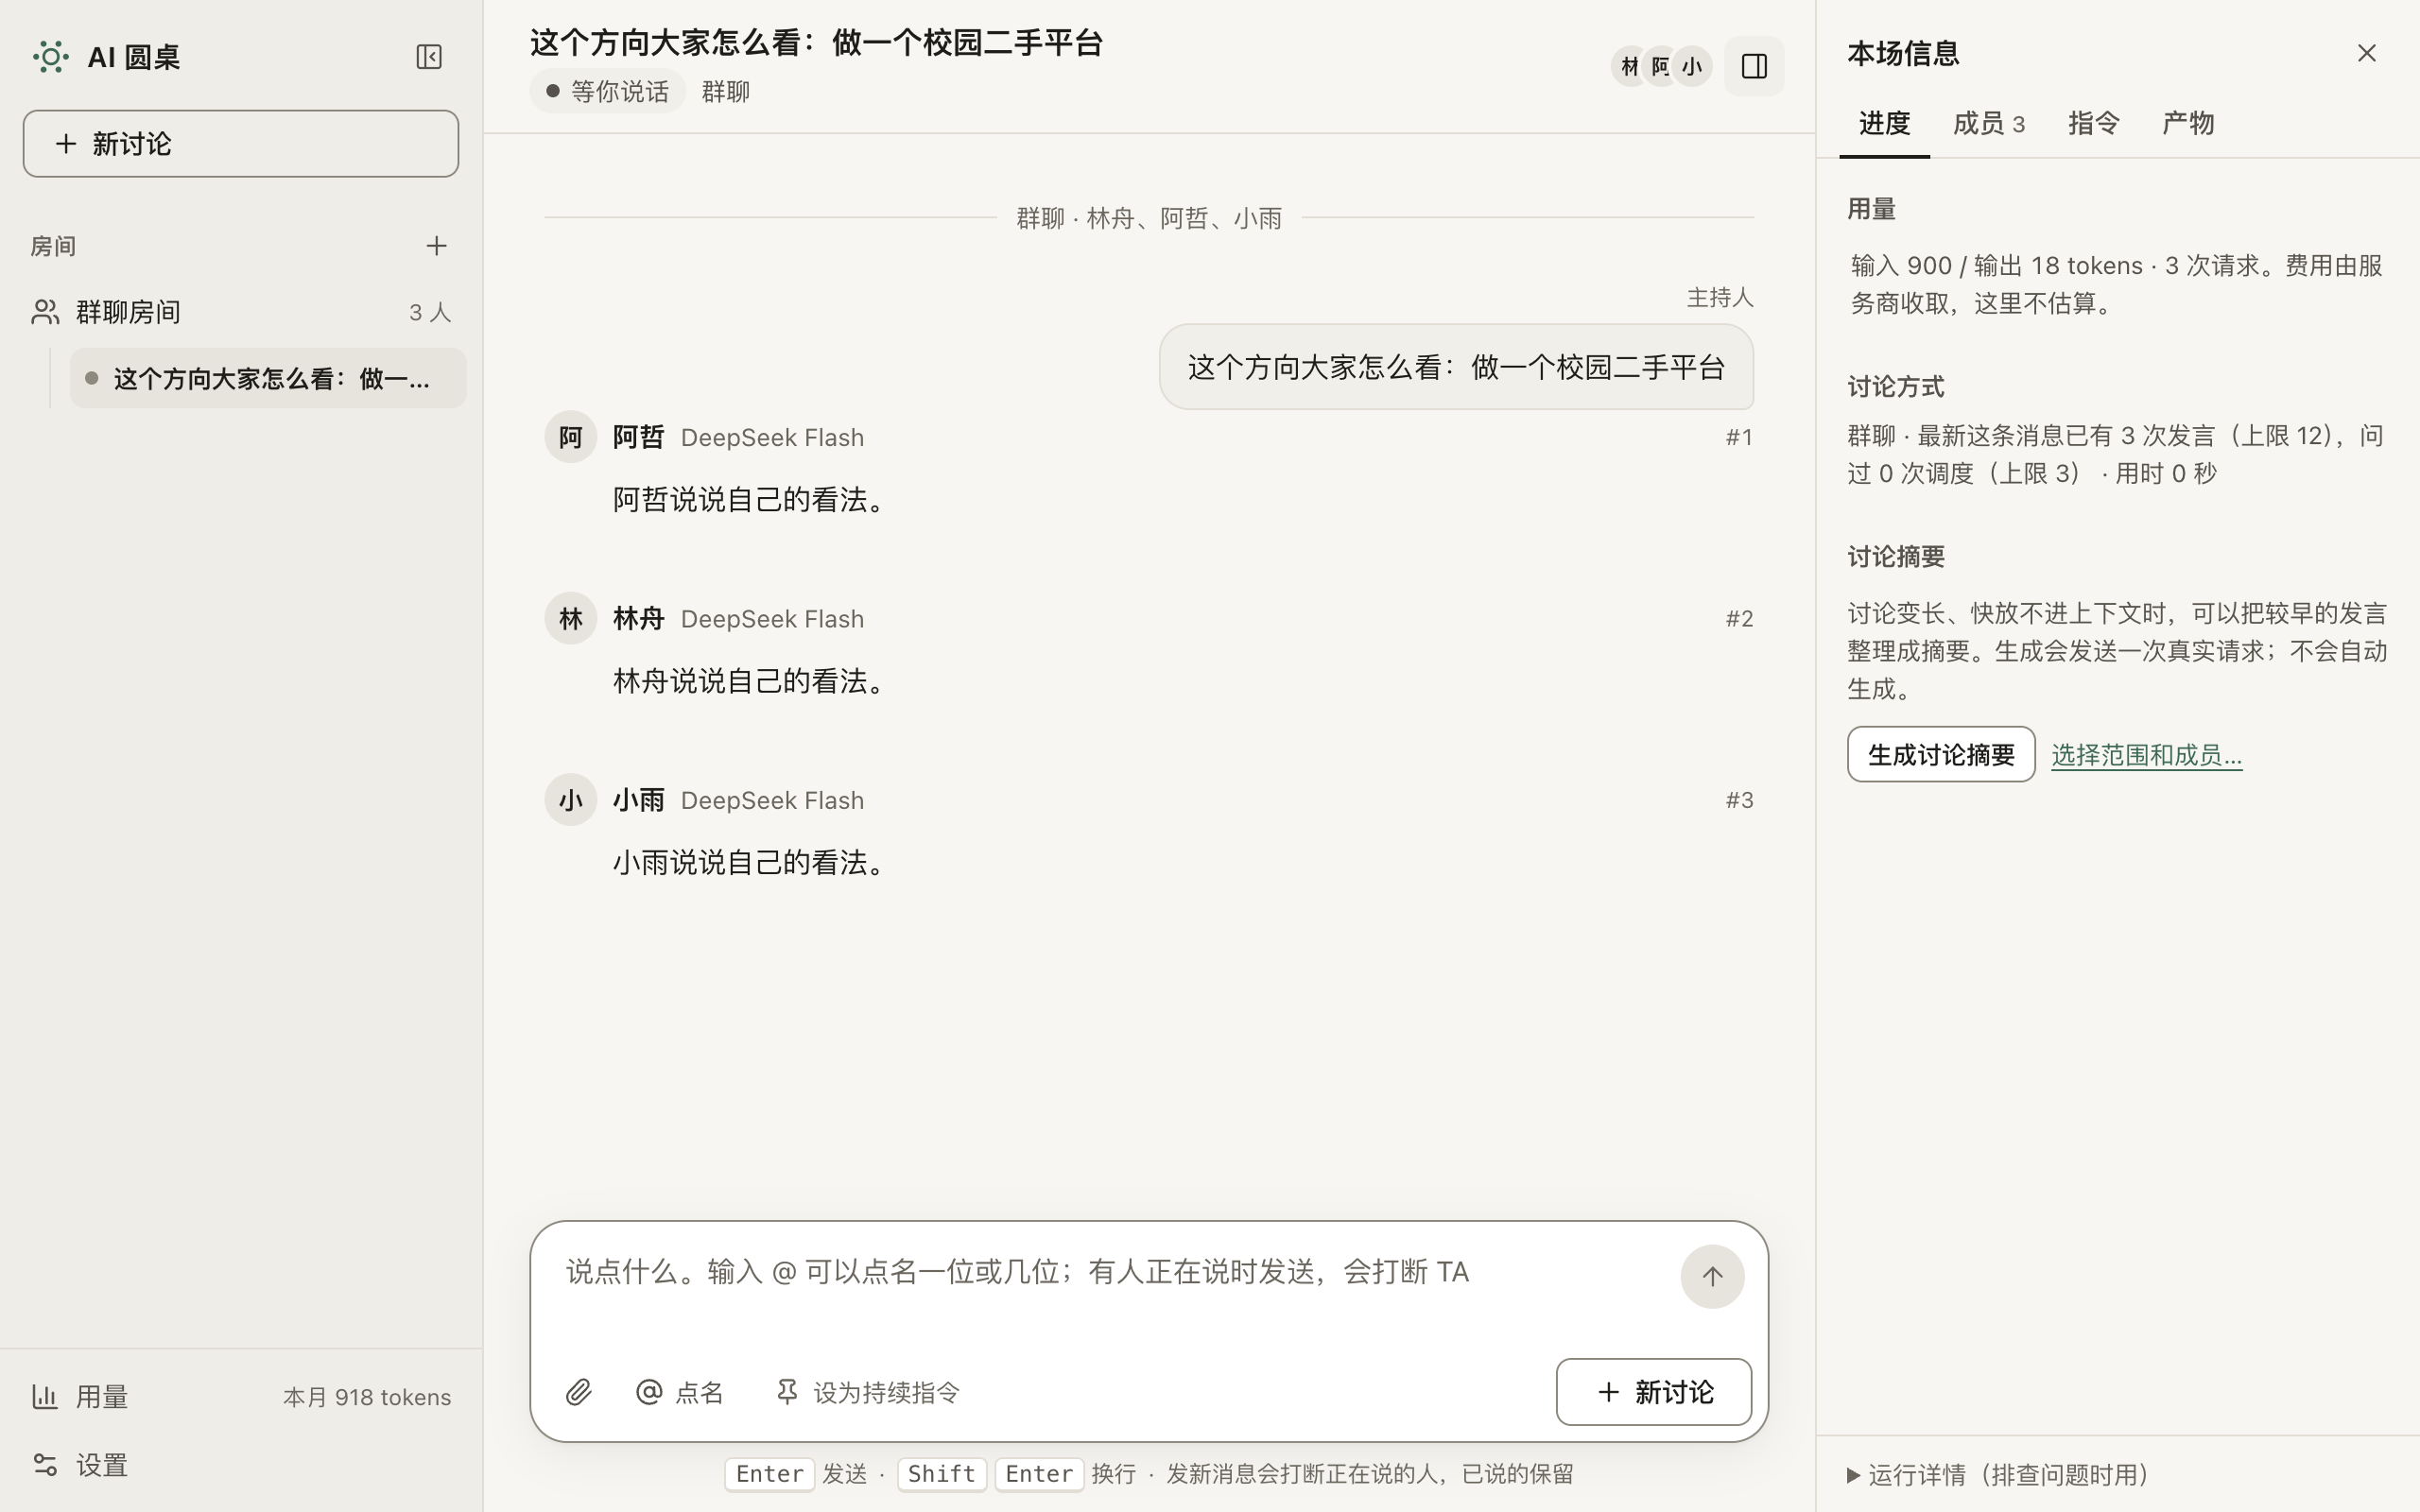 AI 圆桌
新讨论
房间
群聊房间 3 人
这个方向大家怎么看：做一...
用量 本月 918 tokens
设置
这个方向大家怎么看：做一个校园二手平台
等你说话 群聊
林 阿 小
群聊 · 林舟、阿哲、小雨
主持人
这个方向大家怎么看：做一个校园二手平台
阿 阿哲 DeepSeek Flash #1
阿哲说说自己的看法。
林 林舟 DeepSeek Flash #2
林舟说说自己的看法。
小 小雨 DeepSeek Flash #3
小雨说说自己的看法。
说点什么。输入 @ 可以点名一位或几位；有人正在说时发送，会打断 TA
点名 设为持续指令 新讨论
Enter 发送 · Shift Enter 换行 · 发新消息会打断正在说的人，已说的保留
本场信息
进度 成员 3 指令 产物
用量
输入 900 / 输出 18 tokens · 3 次请求。费用由服
务商收取，这里不估算。
讨论方式
群聊 · 最新这条消息已有 3 次发言（上限 12），问
过 0 次调度（上限 3） · 用时 0 秒
讨论摘要
讨论变长、快放不进上下文时，可以把较早的发言
整理成摘要。生成会发送一次真实请求；不会自动
生成。
生成讨论摘要 选择范围和成员...
运行详情（排查问题时用）